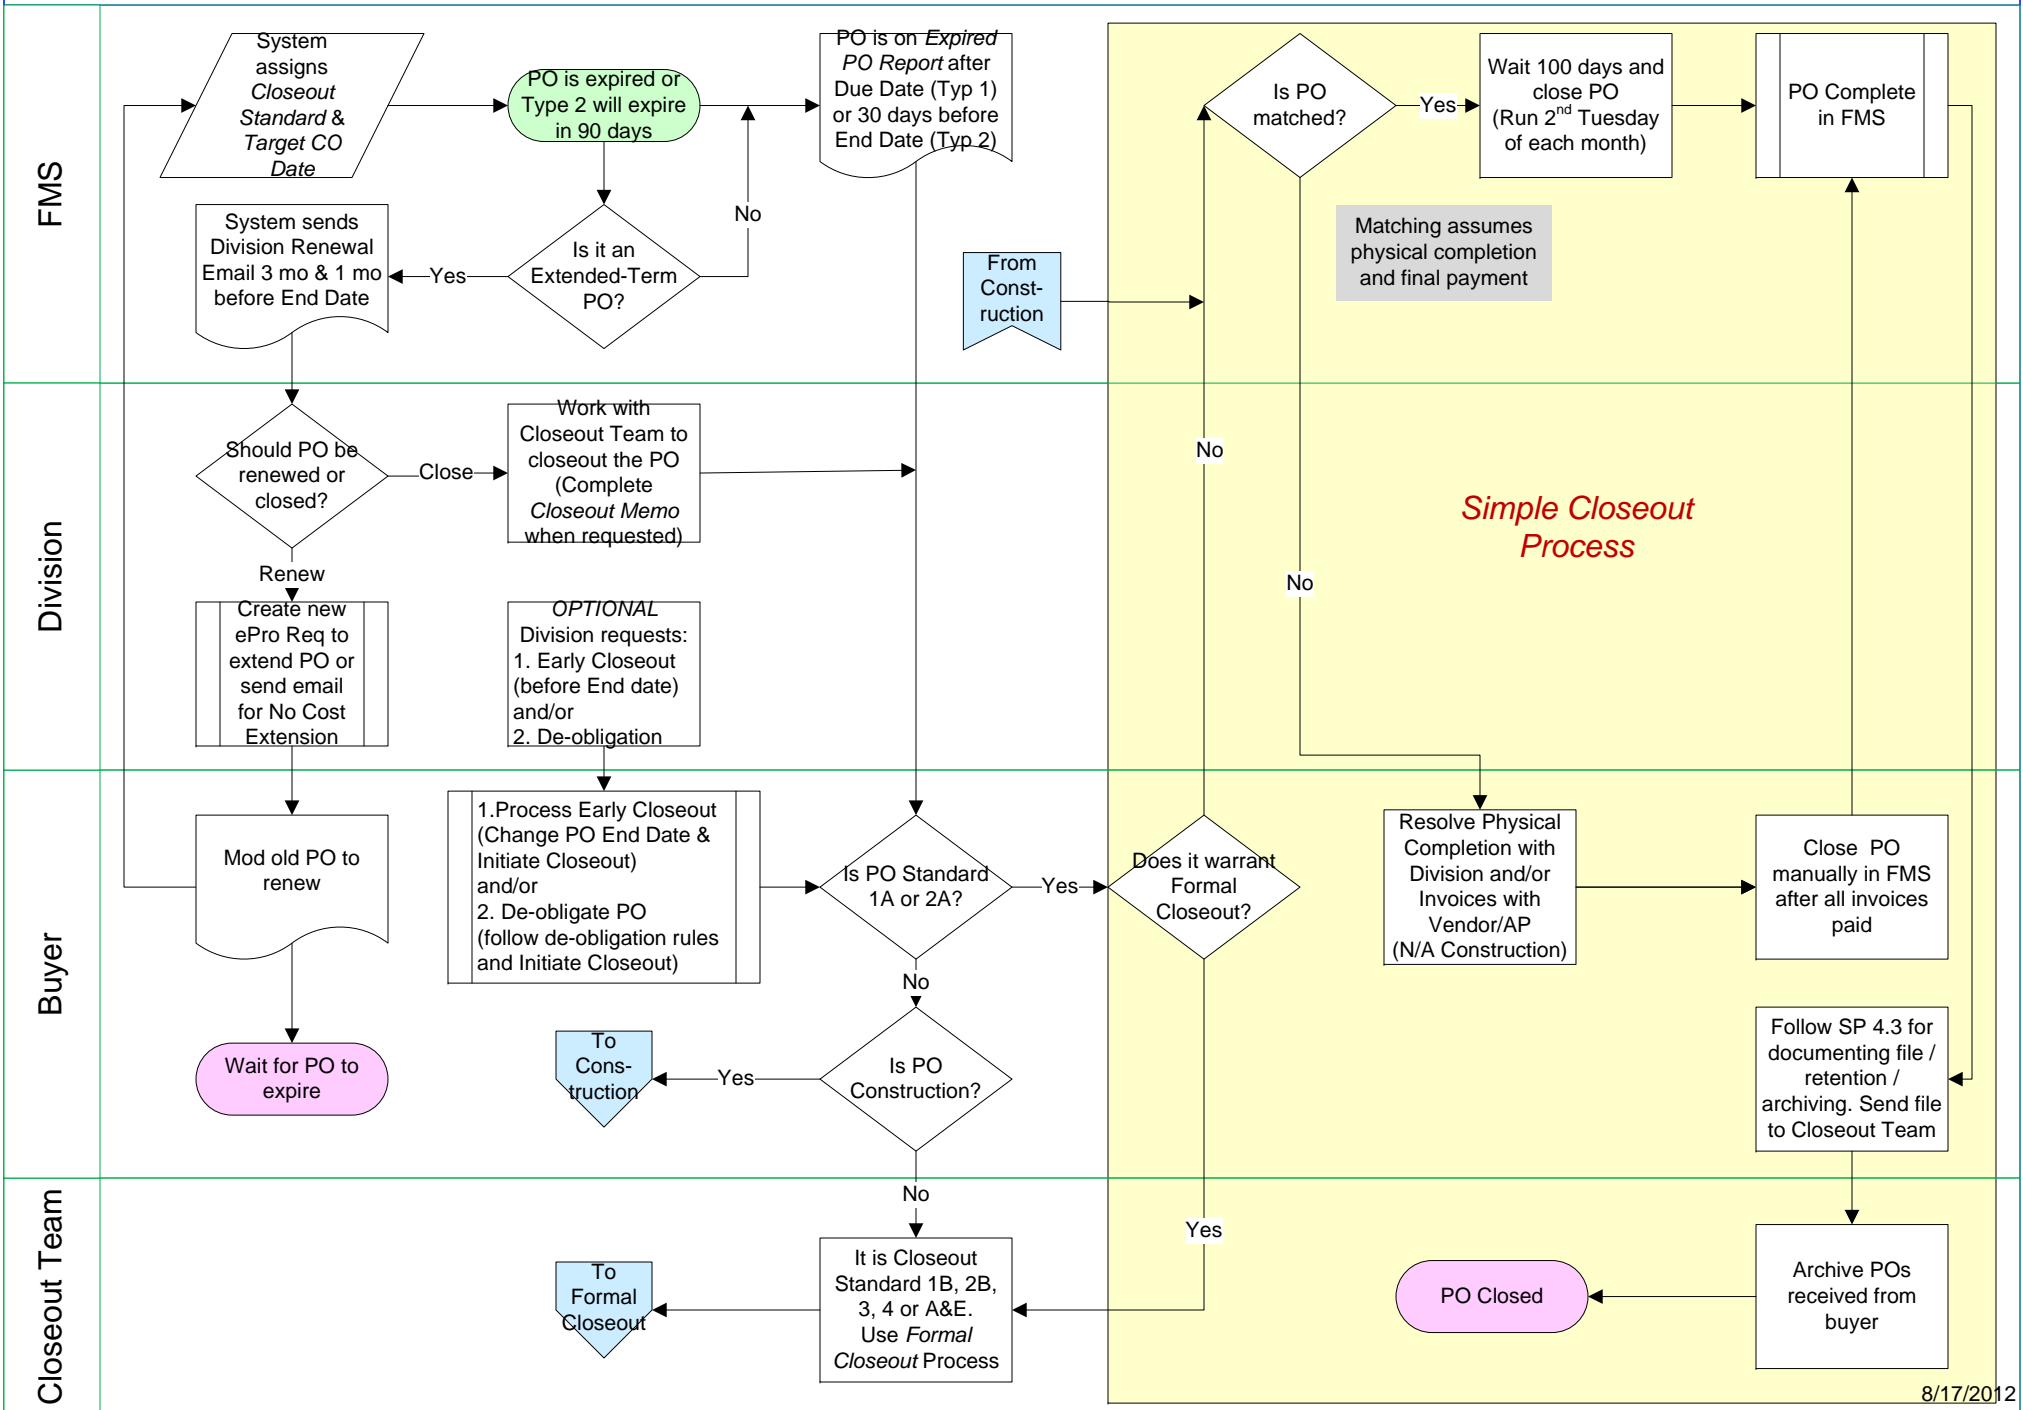 FMS
System
assigns
Closeout
Standard &
Target CO
Date
PO is expired or
Type 2 will expire
in 90 days
PO is on Expired
PO Report after
Due Date (Typ 1)
or 30 days before
End Date (Typ 2)
Is PO
matched?
Yes
Wait 100 days and
close PO
(Run 2nd Tuesday
of each month)
PO Complete
in FMS
System sends
Division Renewal
Email 3 mo & 1 mo
before End Date
Yes
Is it an
Extended-Term
PO?
No
From
Const-
ruction
Matching assumes
physical completion
and final payment
Division
Should PO be
renewed or
closed?
Close
Work with
Closeout Team to
closeout the PO
(Complete
Closeout Memo
when requested)
No
Simple Closeout
Process
Renew
No
Create new
ePro Req to
extend PO or
send email
for No Cost
Extension
OPTIONAL
Division requests:
1. Early Closeout
(before End date)
and/or
2. De-obligation
Buyer
Mod old PO to
renew
1.Process Early Closeout
(Change PO End Date &
Initiate Closeout)
and/or
2. De-obligate PO
(follow de-obligation rules
and Initiate Closeout)
Is PO Standard
1A or 2A?
Yes
Does it warrant
Formal
Closeout?
Resolve Physical
Completion with
Division and/or
Invoices with
Vendor/AP
(N/A Construction)
Close PO
manually in FMS
after all invoices
paid
No
Wait for PO to
expire
To
Cons-
truction
Yes
Is PO
Construction?
Follow SP 4.3 for
documenting file /
retention /
archiving. Send file
to Closeout Team
Closeout Team
No
Yes
To
Formal
Closeout
It is Closeout
Standard 1B, 2B,
3, 4 or A&E.
Use Formal
Closeout Process
PO Closed
Archive POs
received from
buyer
8/17/2012